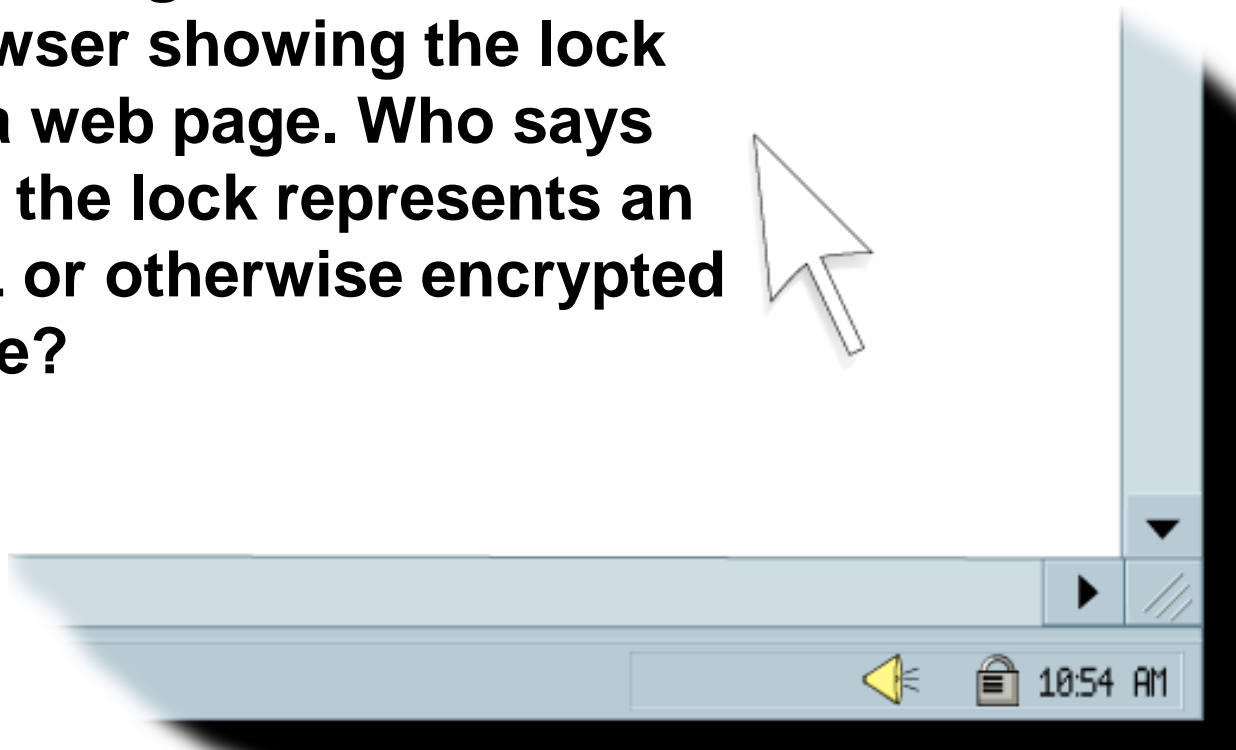 wser showing the lock
a web page. Who says
the lock represents an
or otherwise encrypted
e?
10:54 AM